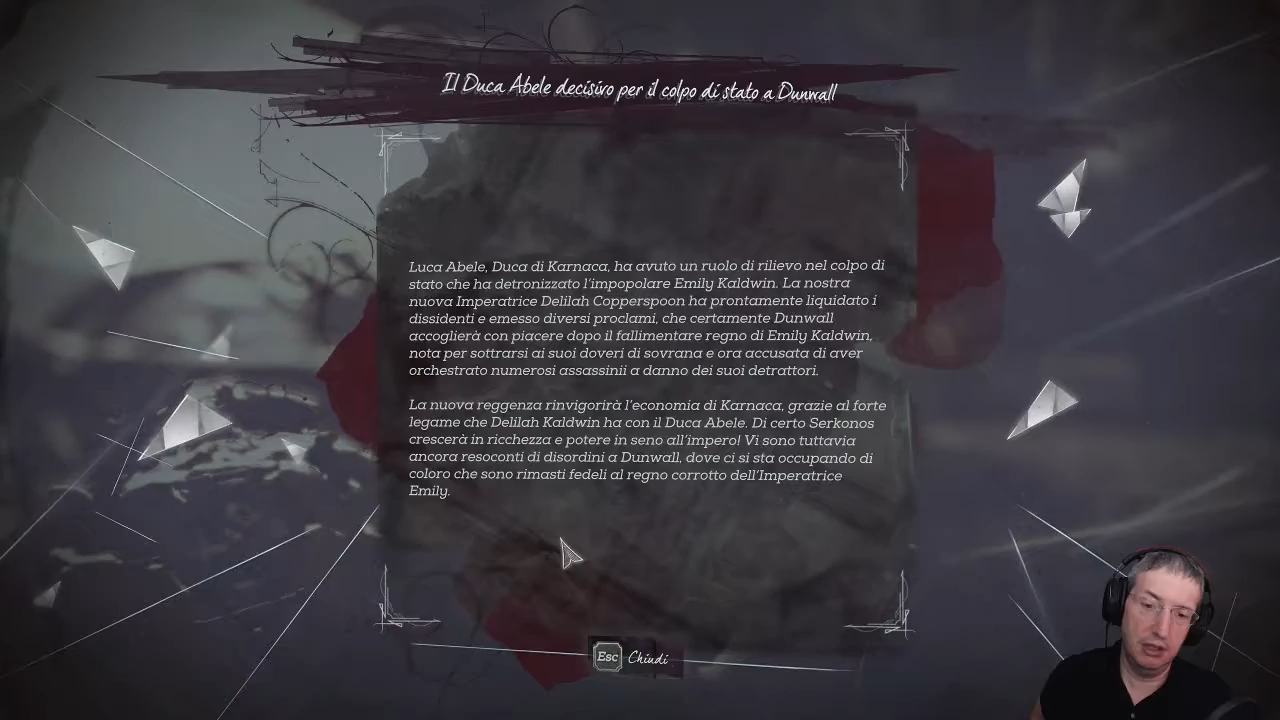 Il Duca Abele decisivo per il colpo di stato a Dunwall
Luca Abele, Duca di Karnaca, ha avuto un ruolo di rilievo nel colpo di
stato che ha detronizzato l'impopolare Emily Kaldwin. La nostra
nuova Imperatrice Delilah Copperspoon ha prontamente liquidato i
dissidenti e emesso diversi proclami, che certamente Dunwall
accoglierà con piacere dopo il fallimentare regno di Emily Kaldwin,
nota per sottrarsi ai suoi doveri di sovrana e ora accusata di aver
orchestrato numerosi assassinii a danno dei suoi detrattori.
La nuova reggenza rinvigorirà l'economia di Karnaca, grazie al forte
legame che Delilah Kaldwin ha con il Duca Abele. Di certo Serkonos
crescerà in ricchezza e potere in seno all'impero! Vi sono tuttavia
ancora resoconti di disordini a Dunwall, dove ci si sta occupando di
coloro che sono rimasti fedeli al regno corrotto dell'Imperatrice
Emily.
Esc Chiudi